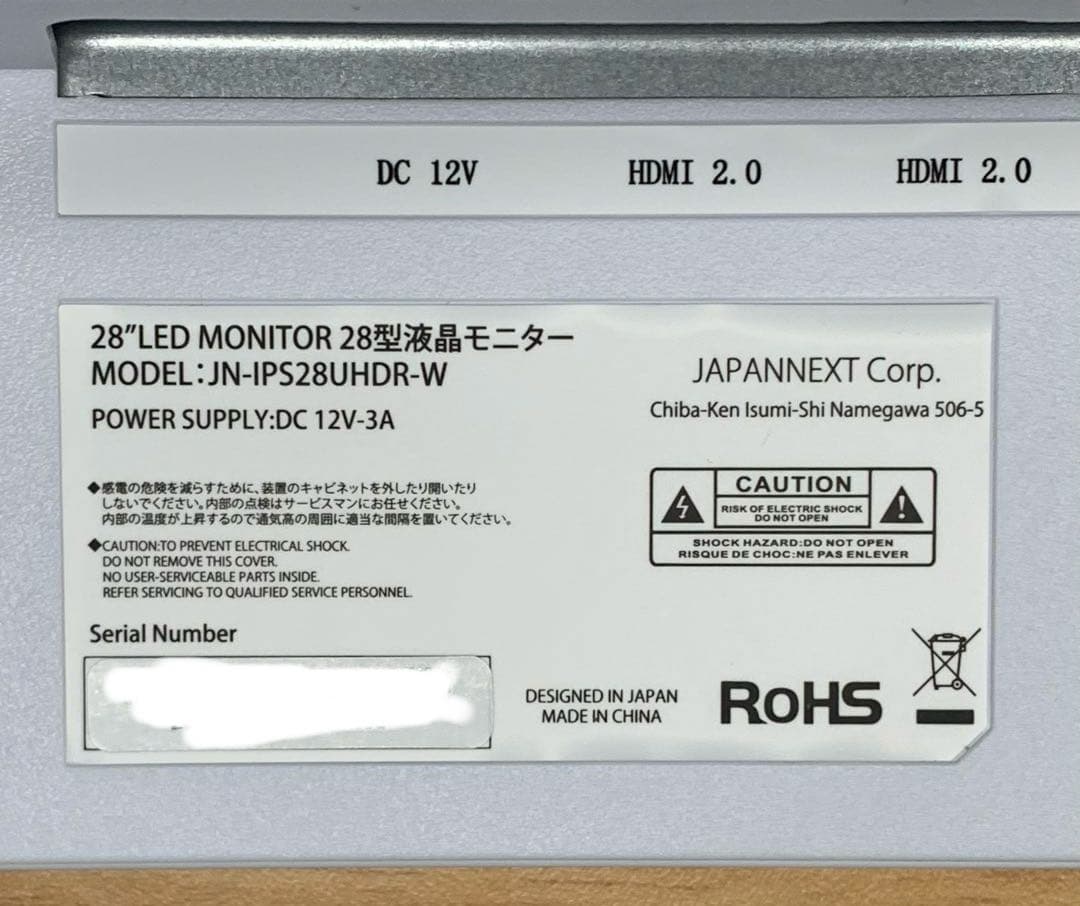 DC 12V HDMI 2.0 HDMI 2.0
28"LED MONITOR 28型液晶モニター
MODEL:JN-IPS28UHDR-W
POWER SUPPLY:DC 12V-3A
JAPANNEXT Corp.
Chiba-Ken Isumi-Shi Namegawa 506-5
◆感電の危険を減らすために、装置のキャビネットを外したり開いたり
しないでください。内部の点検はサービスマンにお任せください。
内部の温度が上昇するので通気高の周囲に適当な間隔を置いてください。
◆CAUTION:TO PREVENT ELECTRICAL SHOCK.
DO NOT REMOVE THIS COVER.
NO USER-SERVICEABLE PARTS INSIDE.
REFER SERVICING TO QUALIFIED SERVICE PERSONNEL.
CAUTION
RISK OF ELECTRIC SHOCK
DO NOT OPEN
SHOCK HAZARD:DO NOT OPEN
RISQUE DE CHOC:NE PAS ENLEVER
Serial Number
DESIGNED IN JAPAN
MADE IN CHINA
RoHS